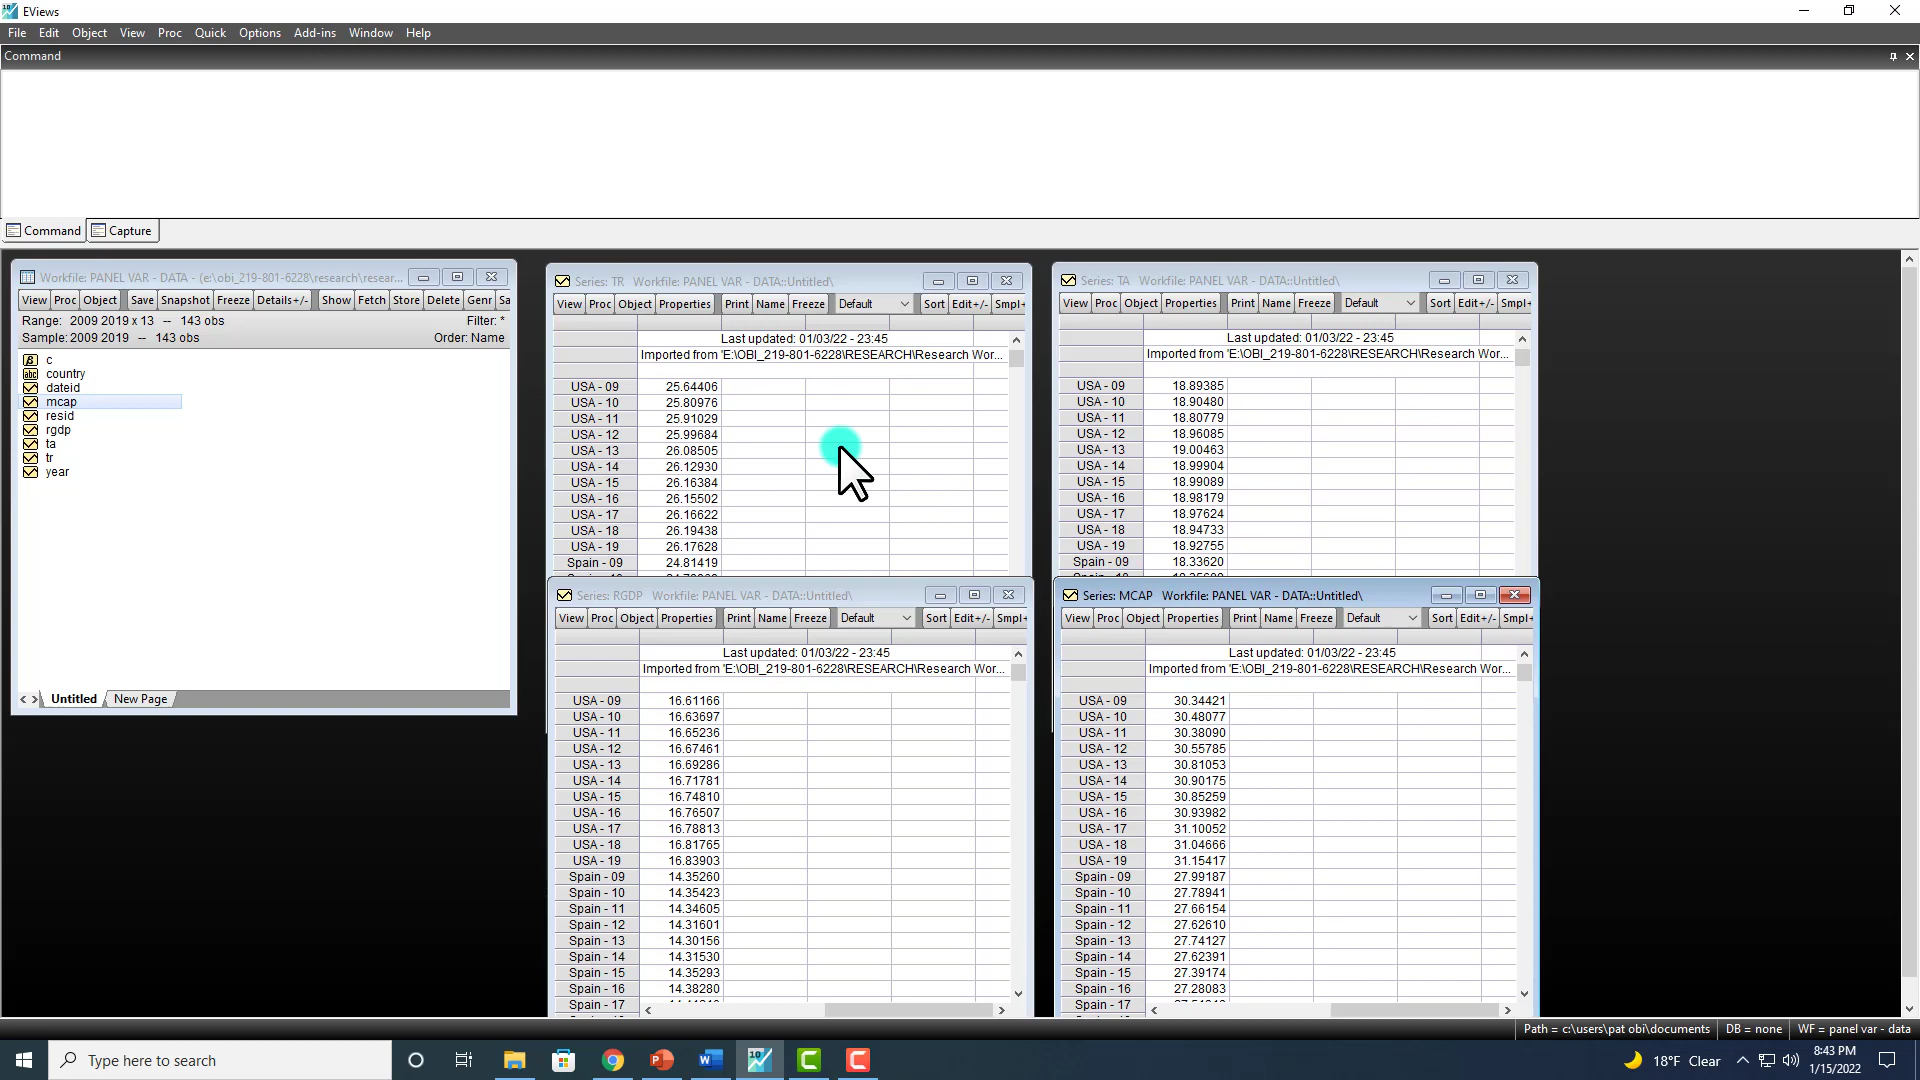 EViews
File Edit Object View Proc Quick Options Add-ins Window Help
Command
Command Capture
Workfile: PANEL VAR - DATA - (e:\obi_219-801-6228\research\resear...
View Proc Object Save Snapshot Freeze Details+/- Show Fetch Store Delete Genr Sa
Range: 2009 2019 x 13 -- 143 obs Filter: *
Sample: 2009 2019 -- 143 obs Order: Name
c
country
dateid
mcap
resid
rgdp
ta
tr
year
Untitled New Page
Series: TR Workfile: PANEL VAR - DATA::Untitled\
View Proc Object Properties Print Name Freeze Default Sort Edit+/- Smpl+
Last updated: 01/03/22 - 23:45
Imported from 'E:\OBI_219-801-6228\RESEARCH\Research Wor...
USA - 09 25.64406
USA - 10 25.80976
USA - 11 25.91029
USA - 12 25.99684
USA - 13 26.08505
USA - 14 26.12930
USA - 15 26.16384
USA - 16 26.15502
USA - 17 26.16622
USA - 18 26.19438
USA - 19 26.17628
Spain - 09 24.81419
Series: TA Workfile: PANEL VAR - DATA::Untitled\
View Proc Object Properties Print Name Freeze Default Sort Edit+/- Smpl+
Last updated: 01/03/22 - 23:45
Imported from 'E:\OBI_219-801-6228\RESEARCH\Research Wor...
USA - 09 18.89385
USA - 10 18.90480
USA - 11 18.80779
USA - 12 18.96085
USA - 13 19.00463
USA - 14 18.99904
USA - 15 18.99089
USA - 16 18.98179
USA - 17 18.97624
USA - 18 18.94733
USA - 19 18.92755
Spain - 09 18.33620
Series: RGDP Workfile: PANEL VAR - DATA::Untitled\
View Proc Object Properties Print Name Freeze Default Sort Edit+/- Smpl+
Last updated: 01/03/22 - 23:45
Imported from 'E:\OBI_219-801-6228\RESEARCH\Research Wor...
USA - 09 16.61166
USA - 10 16.63697
USA - 11 16.65236
USA - 12 16.67461
USA - 13 16.69286
USA - 14 16.71781
USA - 15 16.74810
USA - 16 16.76507
USA - 17 16.78813
USA - 18 16.81765
USA - 19 16.83903
Spain - 09 14.35260
Spain - 10 14.35423
Spain - 11 14.34605
Spain - 12 14.31601
Spain - 13 14.30156
Spain - 14 14.31530
Spain - 15 14.35293
Spain - 16 14.38280
Spain - 17
Series: MCAP Workfile: PANEL VAR - DATA::Untitled\
View Proc Object Properties Print Name Freeze Default Sort Edit+/- Smpl+
Last updated: 01/03/22 - 23:45
Imported from 'E:\OBI_219-801-6228\RESEARCH\Research Wor...
USA - 09 30.34421
USA - 10 30.48077
USA - 11 30.38090
USA - 12 30.55785
USA - 13 30.81053
USA - 14 30.90175
USA - 15 30.85259
USA - 16 30.93982
USA - 17 31.10052
USA - 18 31.04666
USA - 19 31.15417
Spain - 09 27.99187
Spain - 10 27.78941
Spain - 11 27.66154
Spain - 12 27.62610
Spain - 13 27.74127
Spain - 14 27.62391
Spain - 15 27.39174
Spain - 16 27.28083
Spain - 17
Path = c:\users\pat obi\documents DB = none WF = panel var - data
Type here to search
18°F Clear
8:43 PM
1/15/2022